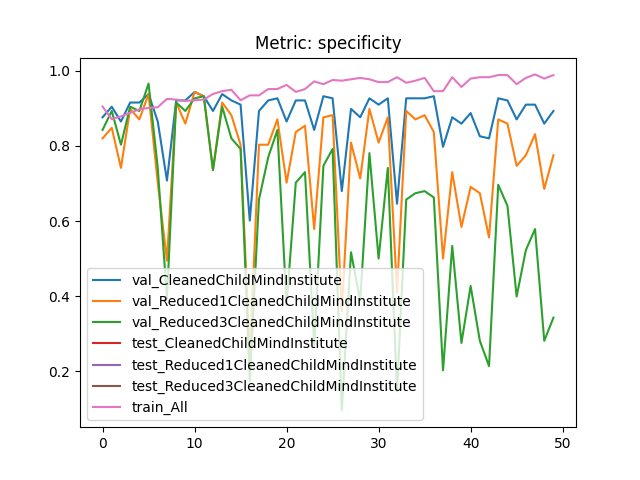 Metric: specificity
1.0
0.8
0.6
0.4
0.2
val_CleanedChildMindInstitute
val_Reduced1CleanedChildMindInstitute
val_Reduced3CleanedChildMindInstitute
test_CleanedChildMindInstitute
test_Reduced1CleanedChildMindInstitute
test_Reduced3CleanedChildMindInstitute
train_All
0 10 20 30 40 50